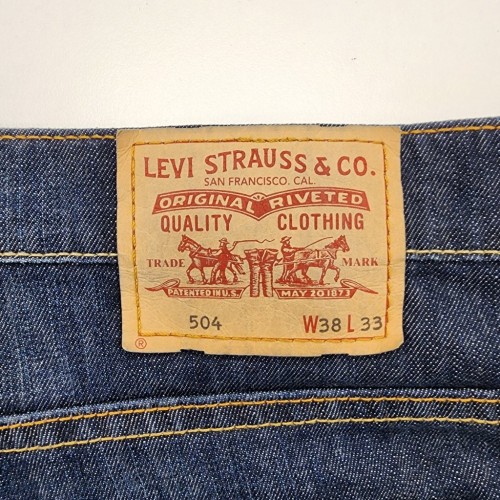 LEVI STRAUSS & CO.
SAN FRANCISCO. CAL.
ORIGINAL RIVETED
QUALITY CLOTHING
TRADE MARK
PATENTED IN U.S. MAY 20 1873
504 W38 L 33
®